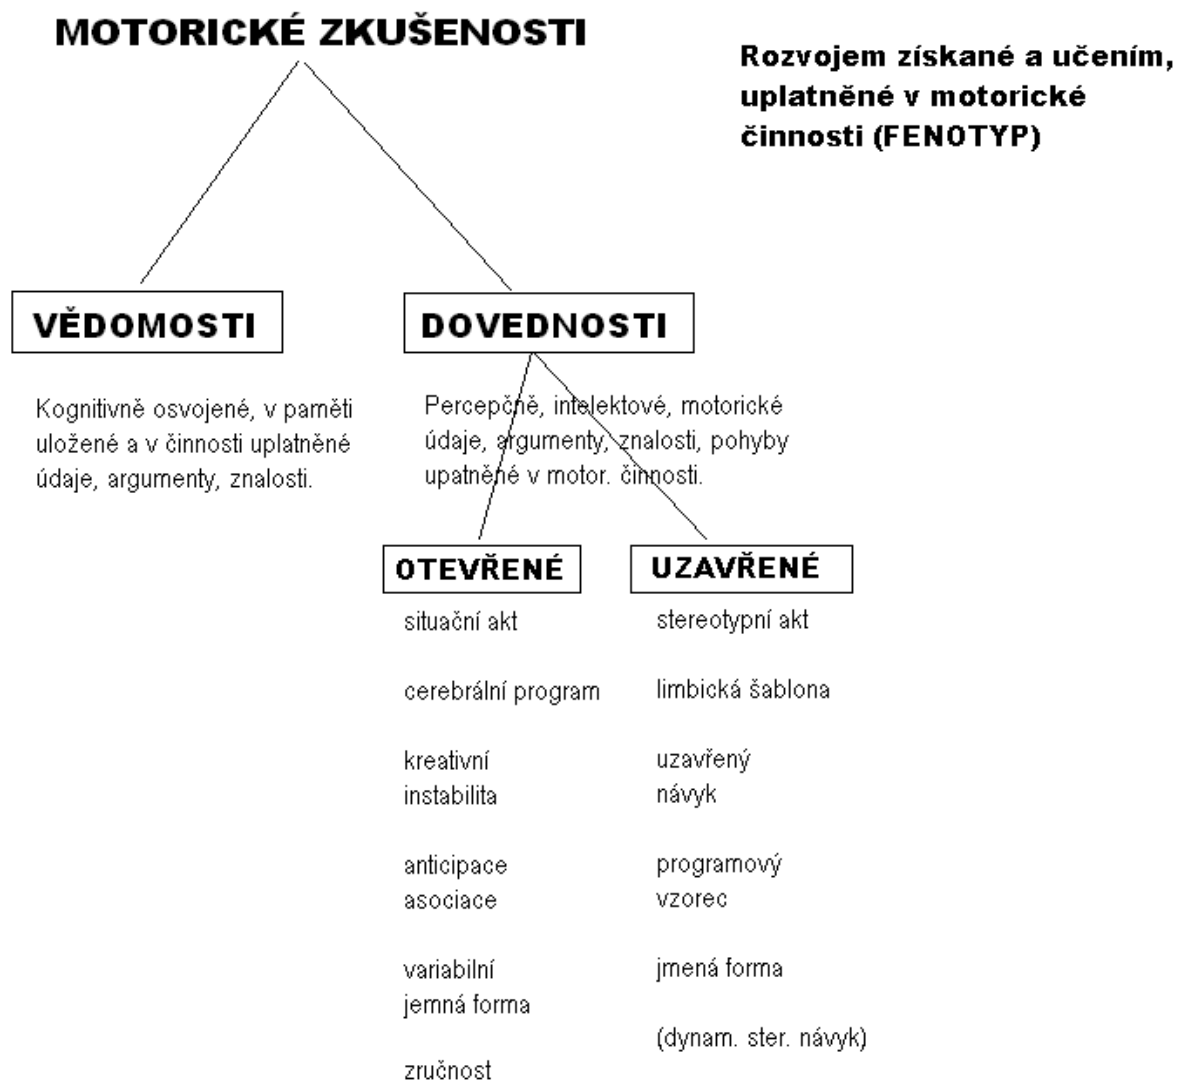 MOTORICKÉ ZKUŠENOSTI
Rozvojem získané a učením,
uplatněné v motorické
činnosti (FENOTYP)
VĚDOMOSTI
Kognitivně osvojené, v paměti
uložené a v činnosti uplatněné
údaje, argumenty, znalosti.
DOVEDNOSTI
Percepčně, intelektové, motorické
údaje, argumenty, znalosti, pohyby
upatněné v motor. činnosti.
OTEVŘENÉ
situační akt
cerebrální program
kreativní
instabilita
anticipace
asociace
variabilní
jemná forma
zručnost
UZAVŘENÉ
stereotypní akt
limbická šablona
uzavřený
návyk
programový
vzorec
jmená forma
(dynam. ster. návyk)